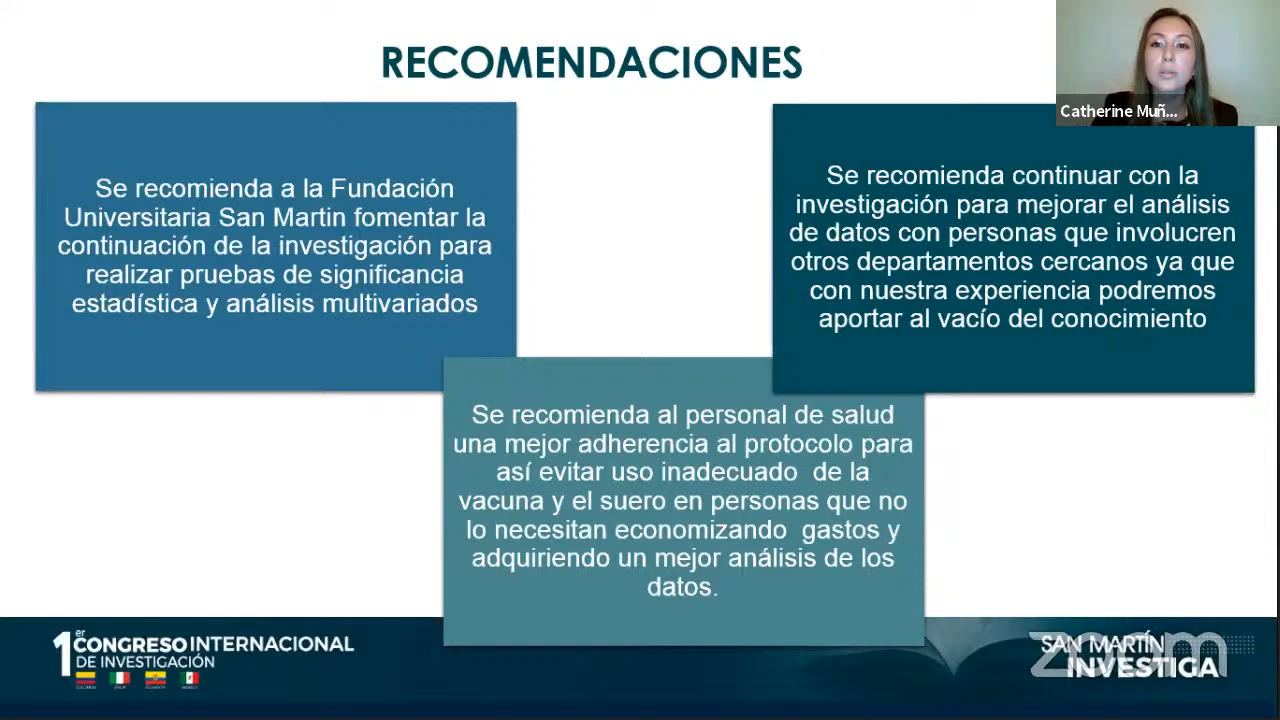 RECOMENDACIONES
Catherine Muñ...
Se recomienda a la Fundación
Universitaria San Martin fomentar la
continuación de la investigación para
realizar pruebas de significancia
estadística y análisis multivariados
Se recomienda continuar con la
investigación para mejorar el análisis
de datos con personas que involucren
otros departamentos cercanos ya que
con nuestra experiencia podremos
aportar al vacío del conocimiento
Se recomienda al personal de salud
una mejor adherencia al protocolo para
así evitar uso inadecuado  de la
vacuna y el suero en personas que no
lo necesitan economizando  gastos y
adquiriendo un mejor análisis de los
datos.
1er CONGRESO INTERNACIONAL
DE INVESTIGACIÓN
SAN MARTÍN
INVESTIGA
zoom